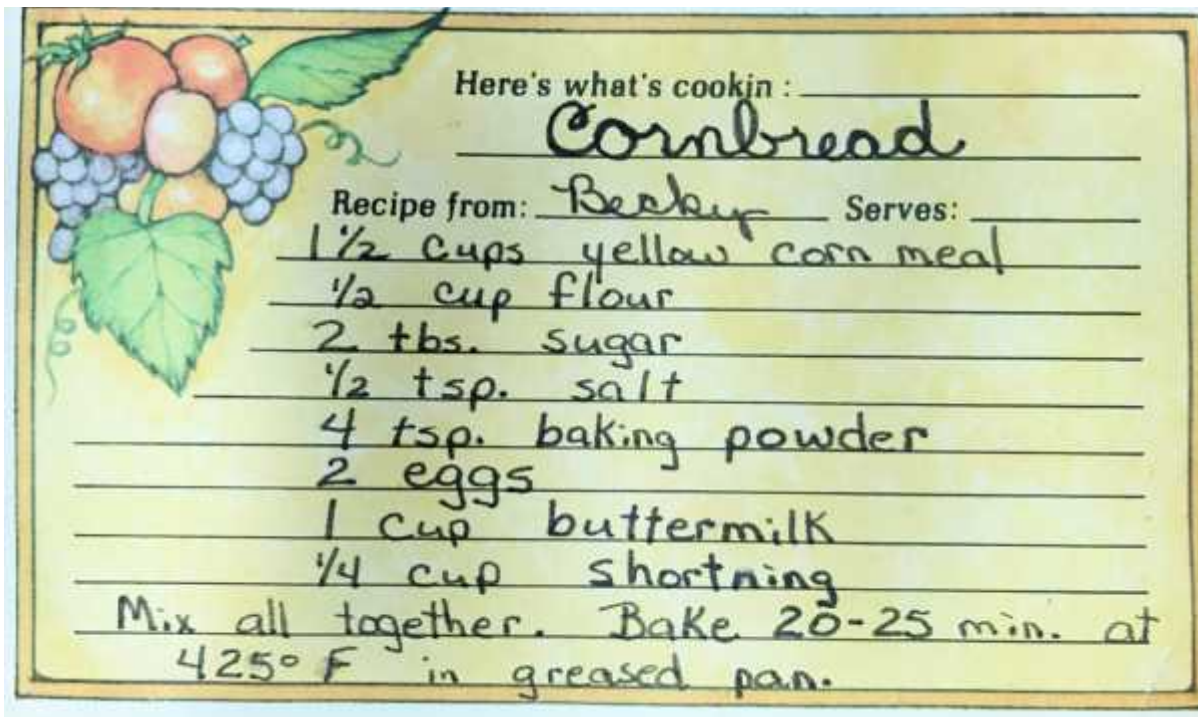 Here's what's cookin :
Cornbread
Recipe from: Becky Serves:
1 1/2 cups yellow corn meal
1/2 cup flour
2 tbs. sugar
1/2 tsp. salt
4 tsp. baking powder
2 eggs
1 cup buttermilk
1/4 cup shortning
Mix all together. Bake 20-25 min. at
425° F in greased pan.